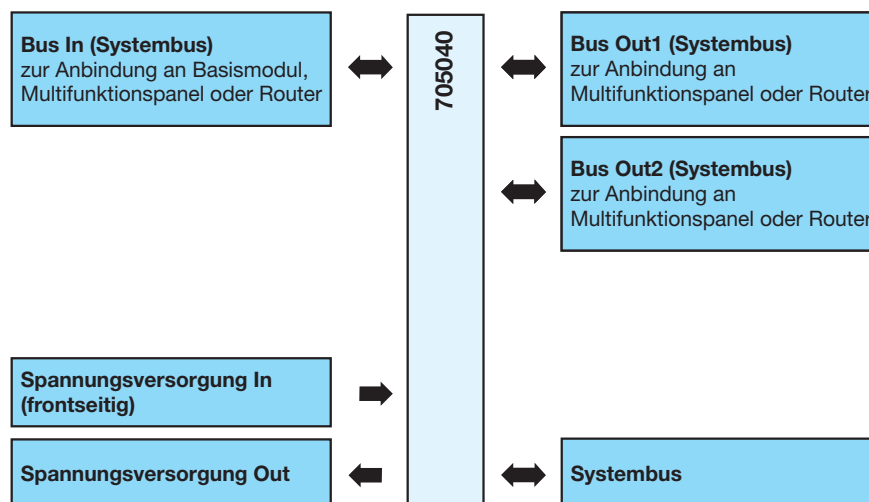 Bus In (Systembus)
zur Anbindung an Basismodul,
Multifunktionspanel oder Router
705040
Bus Out1 (Systembus)
zur Anbindung an
Multifunktionspanel oder Router
Bus Out2 (Systembus)
zur Anbindung an
Multifunktionspanel oder Router
Spannungsversorgung In
(frontseitig)
Spannungsversorgung Out
Systembus